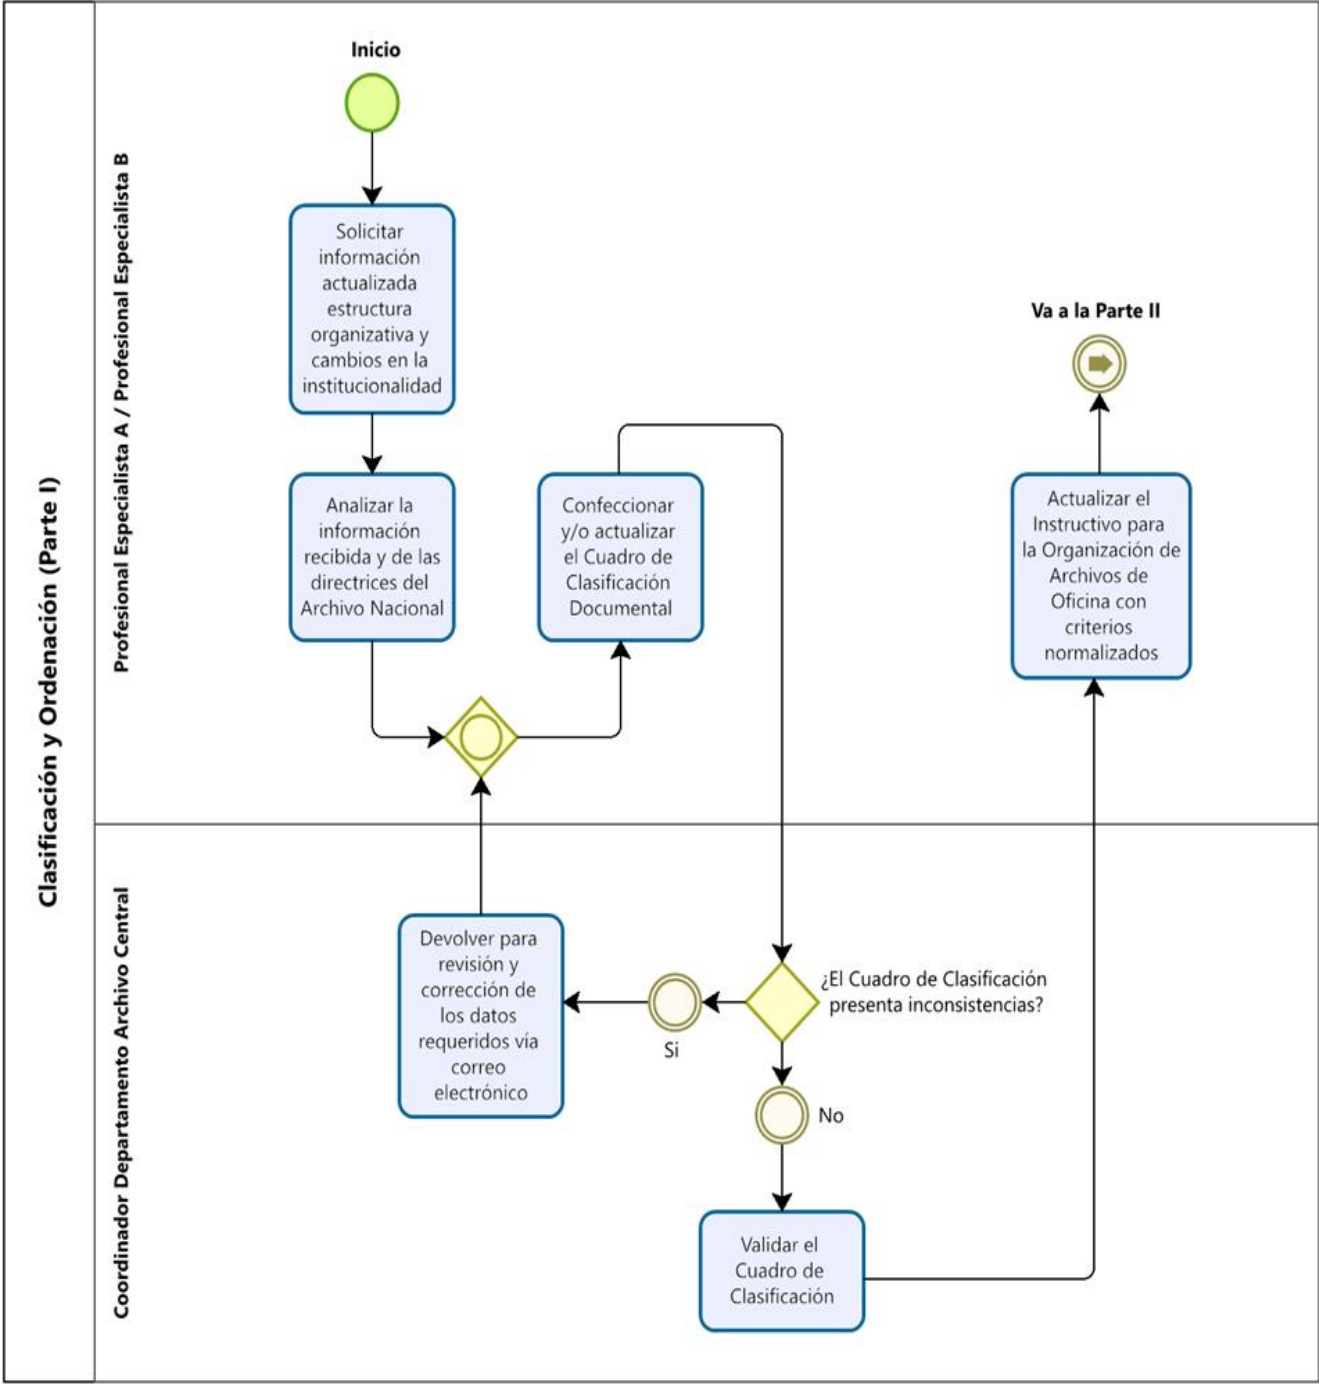 Clasificación y Ordenación (Parte I)
Profesional Especialista A / Profesional Especialista B
Inicio
Solicitar
información
actualizada
estructura
organizativa y
cambios en la
institucionalidad
Analizar la
información
recibida y de las
directrices del
Archivo Nacional
Confeccionar
y/o actualizar
el Cuadro de
Clasificación
Documental
Va a la Parte II
Actualizar el
Instructivo para
la Organización de
Archivos de
Oficina con
criterios
normalizados
Coordinador Departamento Archivo Central
Devolver para
revisión y
corrección de
los datos
requeridos vía
correo
electrónico
Si
¿El Cuadro de Clasificación
presenta inconsistencias?
No
Validar el
Cuadro de
Clasificación